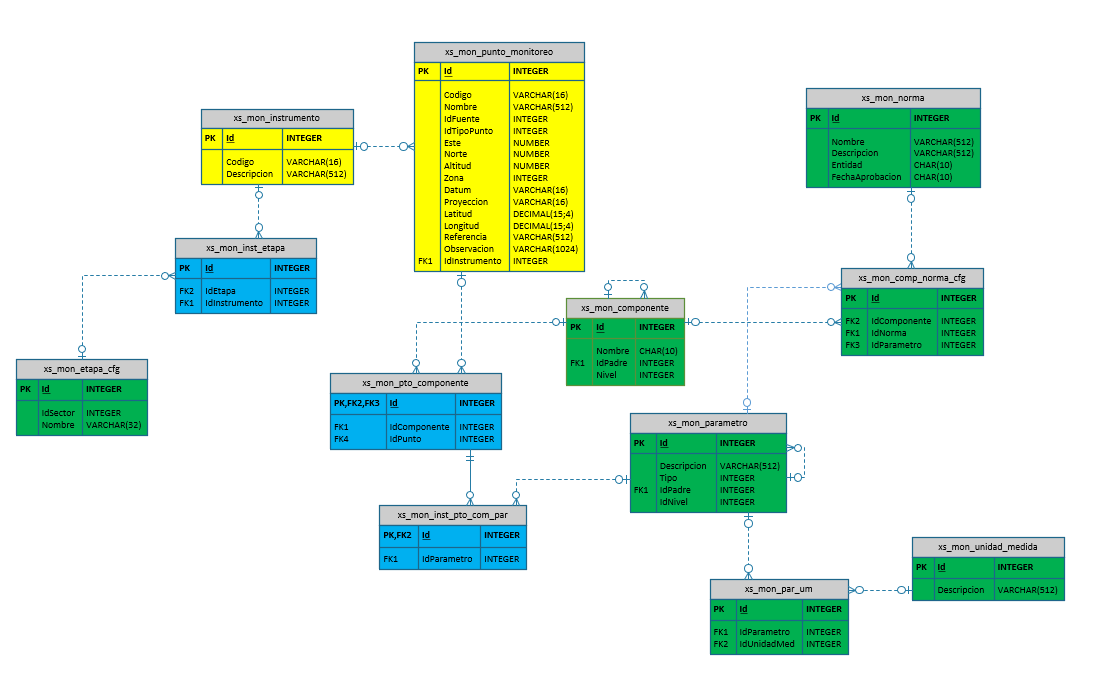 xs_mon_punto_monitoreo
PK Id INTEGER
Codigo VARCHAR(16)
Nombre VARCHAR(512)
IdFuente INTEGER
IdTipoPunto INTEGER
Este NUMBER
Norte NUMBER
Altitud NUMBER
Zona INTEGER
Datum VARCHAR(16)
Proyeccion VARCHAR(16)
Latitud DECIMAL(15;4)
Longitud DECIMAL(15;4)
Referencia VARCHAR(512)
Observacion VARCHAR(1024)
FK1 IdInstrumento INTEGER
xs_mon_norma
PK Id INTEGER
Nombre VARCHAR(512)
Descripcion VARCHAR(512)
Entidad CHAR(10)
FechaAprobacion CHAR(10)
xs_mon_instrumento
PK Id INTEGER
Codigo VARCHAR(16)
Descripcion VARCHAR(512)
xs_mon_inst_etapa
PK Id INTEGER
FK2 IdEtapa INTEGER
FK1 IdInstrumento INTEGER
xs_mon_comp_norma_cfg
PK Id INTEGER
FK2 IdComponente INTEGER
FK1 IdNorma INTEGER
FK3 IdParametro INTEGER
xs_mon_componente
PK Id INTEGER
Nombre CHAR(10)
FK1 IdPadre INTEGER
Nivel INTEGER
xs_mon_etapa_cfg
PK Id INTEGER
IdSector INTEGER
Nombre VARCHAR(32)
xs_mon_pto_componente
PK,FK2,FK3 Id INTEGER
FK1 IdComponente INTEGER
FK4 IdPunto INTEGER
xs_mon_parametro
PK Id INTEGER
Descripcion VARCHAR(512)
Tipo INTEGER
FK1 IdPadre INTEGER
IdNivel INTEGER
xs_mon_inst_pto_com_par
PK,FK2 Id INTEGER
FK1 IdParametro INTEGER
xs_mon_unidad_medida
PK Id INTEGER
Descripcion VARCHAR(512)
xs_mon_par_um
PK Id INTEGER
FK1 IdParametro INTEGER
FK2 IdUnidadMed INTEGER